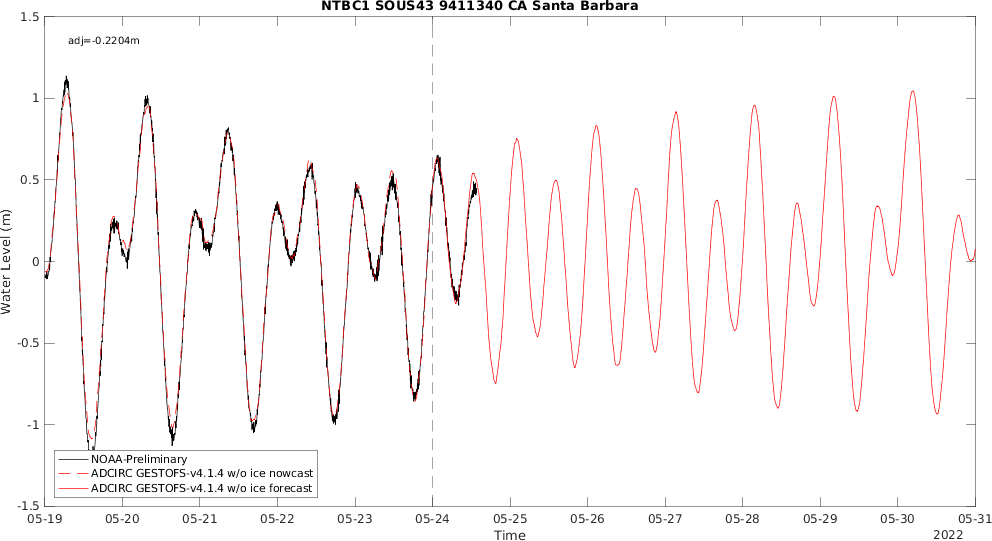 NTBC1 SOUS43 9411340 CA Santa Barbara
adj=-0.2204m
1.5
1
0.5
0
-0.5
-1
-1.5
Water Level (m)
NOAA-Preliminary
ADCIRC GESTOFS-v4.1.4 w/o ice nowcast
ADCIRC GESTOFS-v4.1.4 w/o ice forecast
05-19 05-20 05-21 05-22 05-23 05-24 05-25 05-26 05-27 05-28 05-29 05-30 05-31
Time
2022